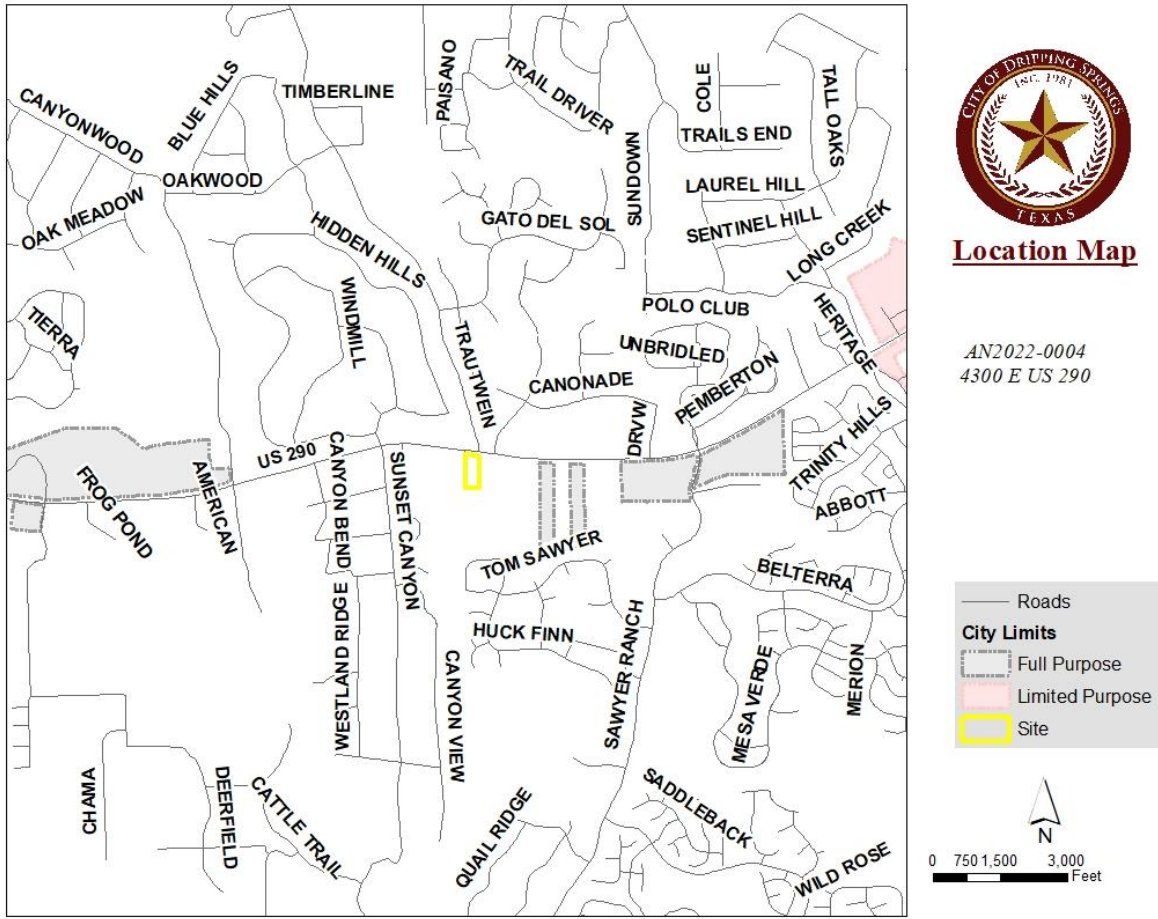 CANYONWOOD
BLUE HILLS
TIMBERLINE
PAISANO
TRAIL DRIVER
COLE
TALL OAKS
TRAILS END
SUNDOWN
OAKWOOD
LAUREL HILL
OAK MEADOW
HIDDEN HILLS
GATO DEL SOL
SENTINEL HILL
LONG CREEK
TIERRA
WINDMILL
TRAUTWEIN
POLO CLUB
HERITAGE
UNBRIDLED
CANONADE
PEMBERTON
DRVW
TRINITY HILLS
US 290
FROG POND
AMERICAN
CANYON BEND
SUNSET CANYON
ABBOTT
TOM SAWYER
BELTERRA
WESTLAND RIDGE
HUCK FINN
CANYON VIEW
SAWYER RANCH
MESA VERDE
MERION
CHAMA
DEERFIELD
CATTLE TRAIL
QUAIL RIDGE
SADDLEBACK
WILD ROSE
CITY OF DRIPPING SPRINGS
INC. 1981
TEXAS
Location Map
AN2022-0004
4300 E US 290
Roads
City Limits
Full Purpose
Limited Purpose
Site
N
0 750 1,500 3,000
Feet